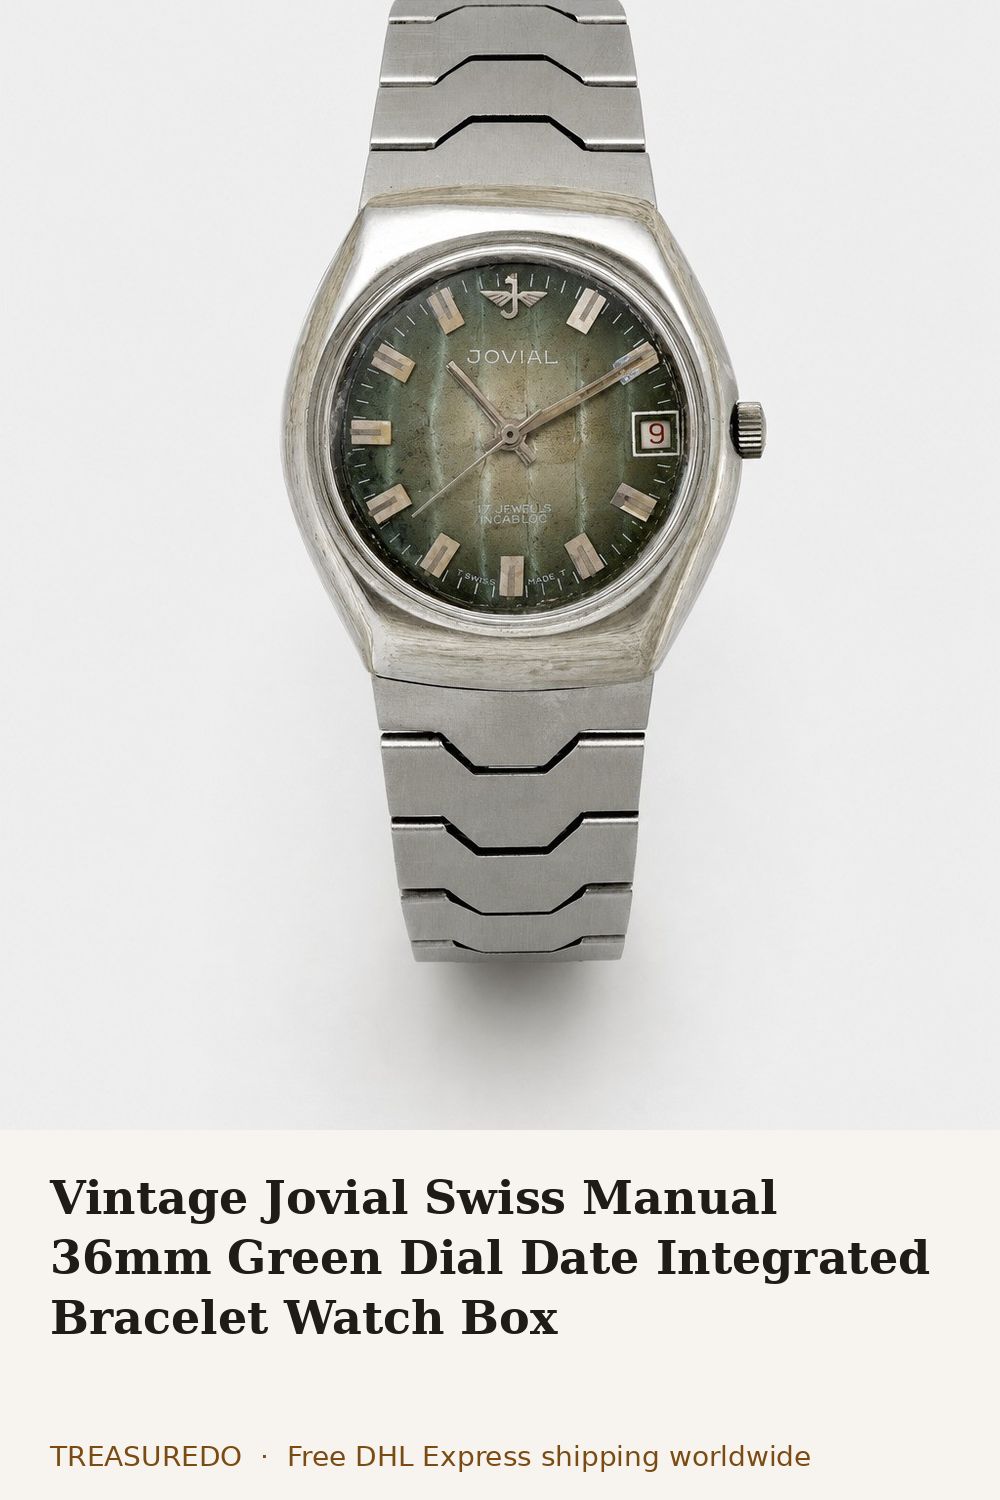 JOVIAL
9
17 JEWELLS
INCABLOC
T SWISS MADE T
Vintage Jovial Swiss Manual
36mm Green Dial Date Integrated
Bracelet Watch Box
TREASUREDO · Free DHL Express shipping worldwide